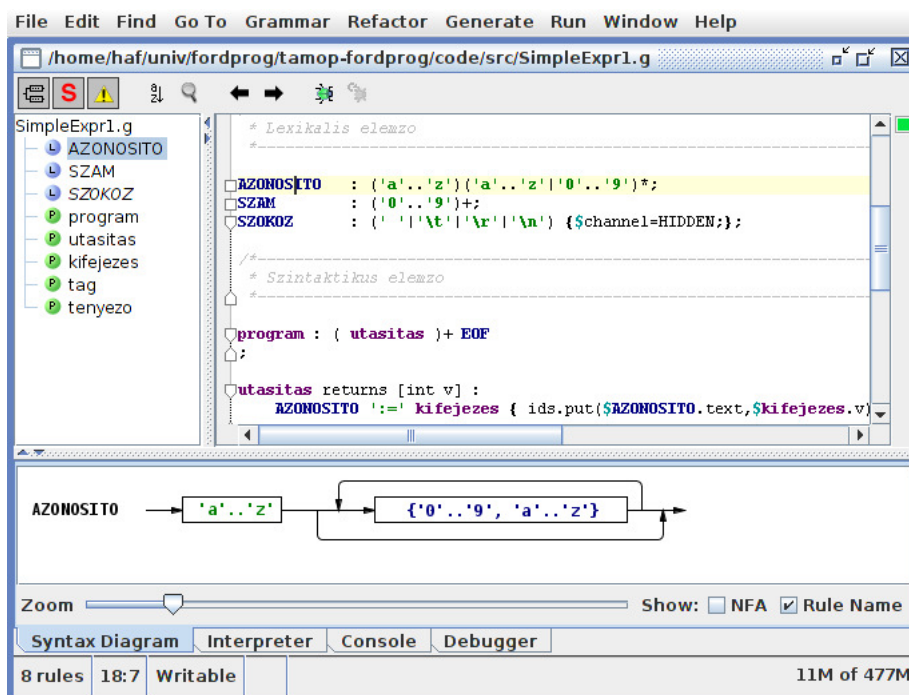 File Edit Find Go To Grammar Refactor Generate Run Window Help
/home/haf/univ/fordprog/tamop-fordprog/code/src/SimpleExpr1.g
S
SimpleExpr1.g
L AZONOSITO
L SZAM
L SZOKOZ
P program
P utasitas
P kifejezes
P tag
P tenyezo
* Lexikalis elemzo
*----------------------------------------------------------------
AZONOSITO : ('a'..'z')('a'..'z'|'0'..'9')*;
SZAM : ('0'..'9')+;
SZOKOZ : (' '|'\t'|'\r'|'\n') {$channel=HIDDEN;};
/*----------------------------------------------------------------
* Szintaktikus elemzo
*----------------------------------------------------------------
program : ( utasitas )+ EOF
;
utasitas returns [int v] :
AZONOSITO ':=' kifejezes { ids.put($AZONOSITO.text,$kifejezes.v)
AZONOSITO 'a'..'z' {'0'..'9', 'a'..'z'}
Zoom Show: NFA Rule Name
Syntax Diagram Interpreter Console Debugger
8 rules 18:7 Writable 11M of 477M